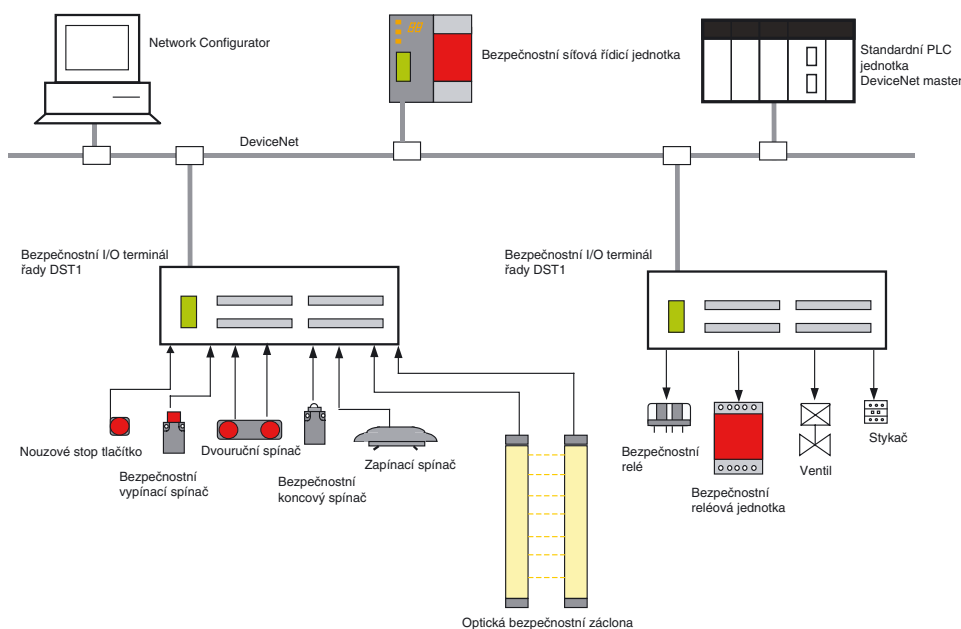 Network Configurator
Bezpečnostní síťová řídicí jednotka
Standardní PLC
jednotka
DeviceNet master
DeviceNet
Bezpečnostní I/O terminál
řady DST1
Bezpečnostní I/O terminál
řady DST1
Nouzové stop tlačítko
Bezpečnostní
vypínací spínač
Dvouruční spínač
Bezpečnostní
koncový spínač
Zapínací spínač
Optická bezpečnostní záclona
Bezpečnostní
relé
Bezpečnostní
reléová jednotka
Ventil
Stykač